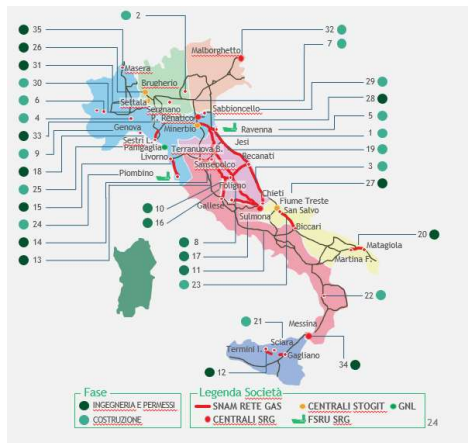 35
2
32
26
Malborghetto
7
Masera
31
Brugherio
30
29
6
Settala
Sergnano
Sabbioncello
28
4
P. Renatico
5
Genova
Minerbio
Ravenna
33
1
9
Sestri L.
Jesi
18
Panigaglia
Terranuova B.
19
25
Livorno
Sansepolcro
Recanati
3
15
Piombino
27
24
Foligno
Chieti
Fiume Treste
10
Gallese
San Salvo
14
16
Sulmona
20
13
8
Biccari
Matagiola
17
Martina F.
11
23
22
21
Messina
Sciara
Termini I.
Gagliano
12
34
Fase
Legenda Società
INGEGNERIA E PERMESSI
SNAM RETE GAS
CENTRALI STOGIT
GNL
COSTRUZIONE
CENTRALI SRG
FSRU SRG
24